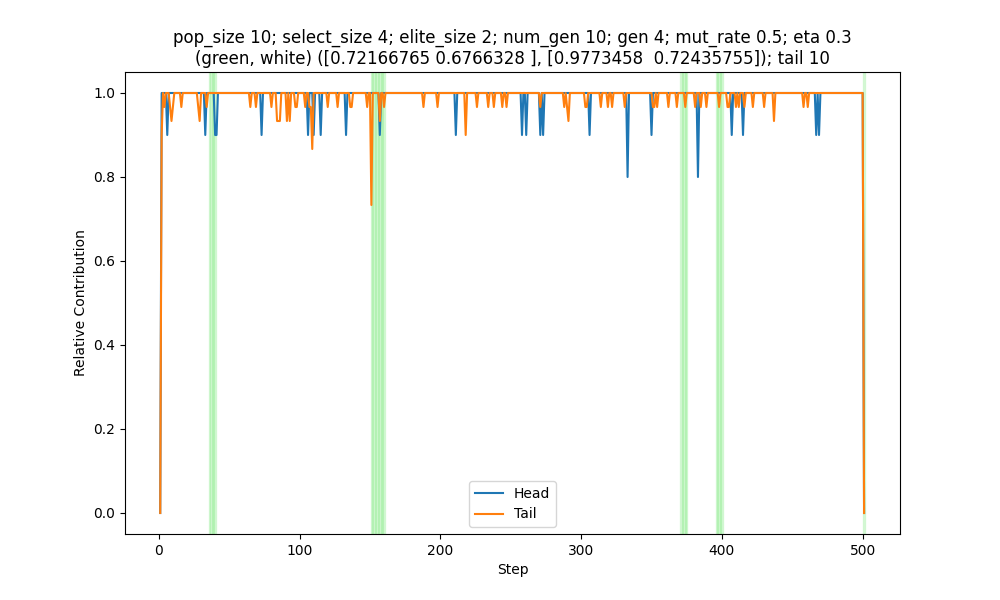 pop_size 10; select_size 4; elite_size 2; num_gen 10; gen 4; mut_rate 0.5; eta 0.3
(green, white) ([0.72166765 0.6766328 ], [0.9773458  0.72435755]); tail 10
1.0
0.8
0.6
0.4
0.2
0.0
Relative Contribution
Head
Tail
0
100
200
300
400
500
Step